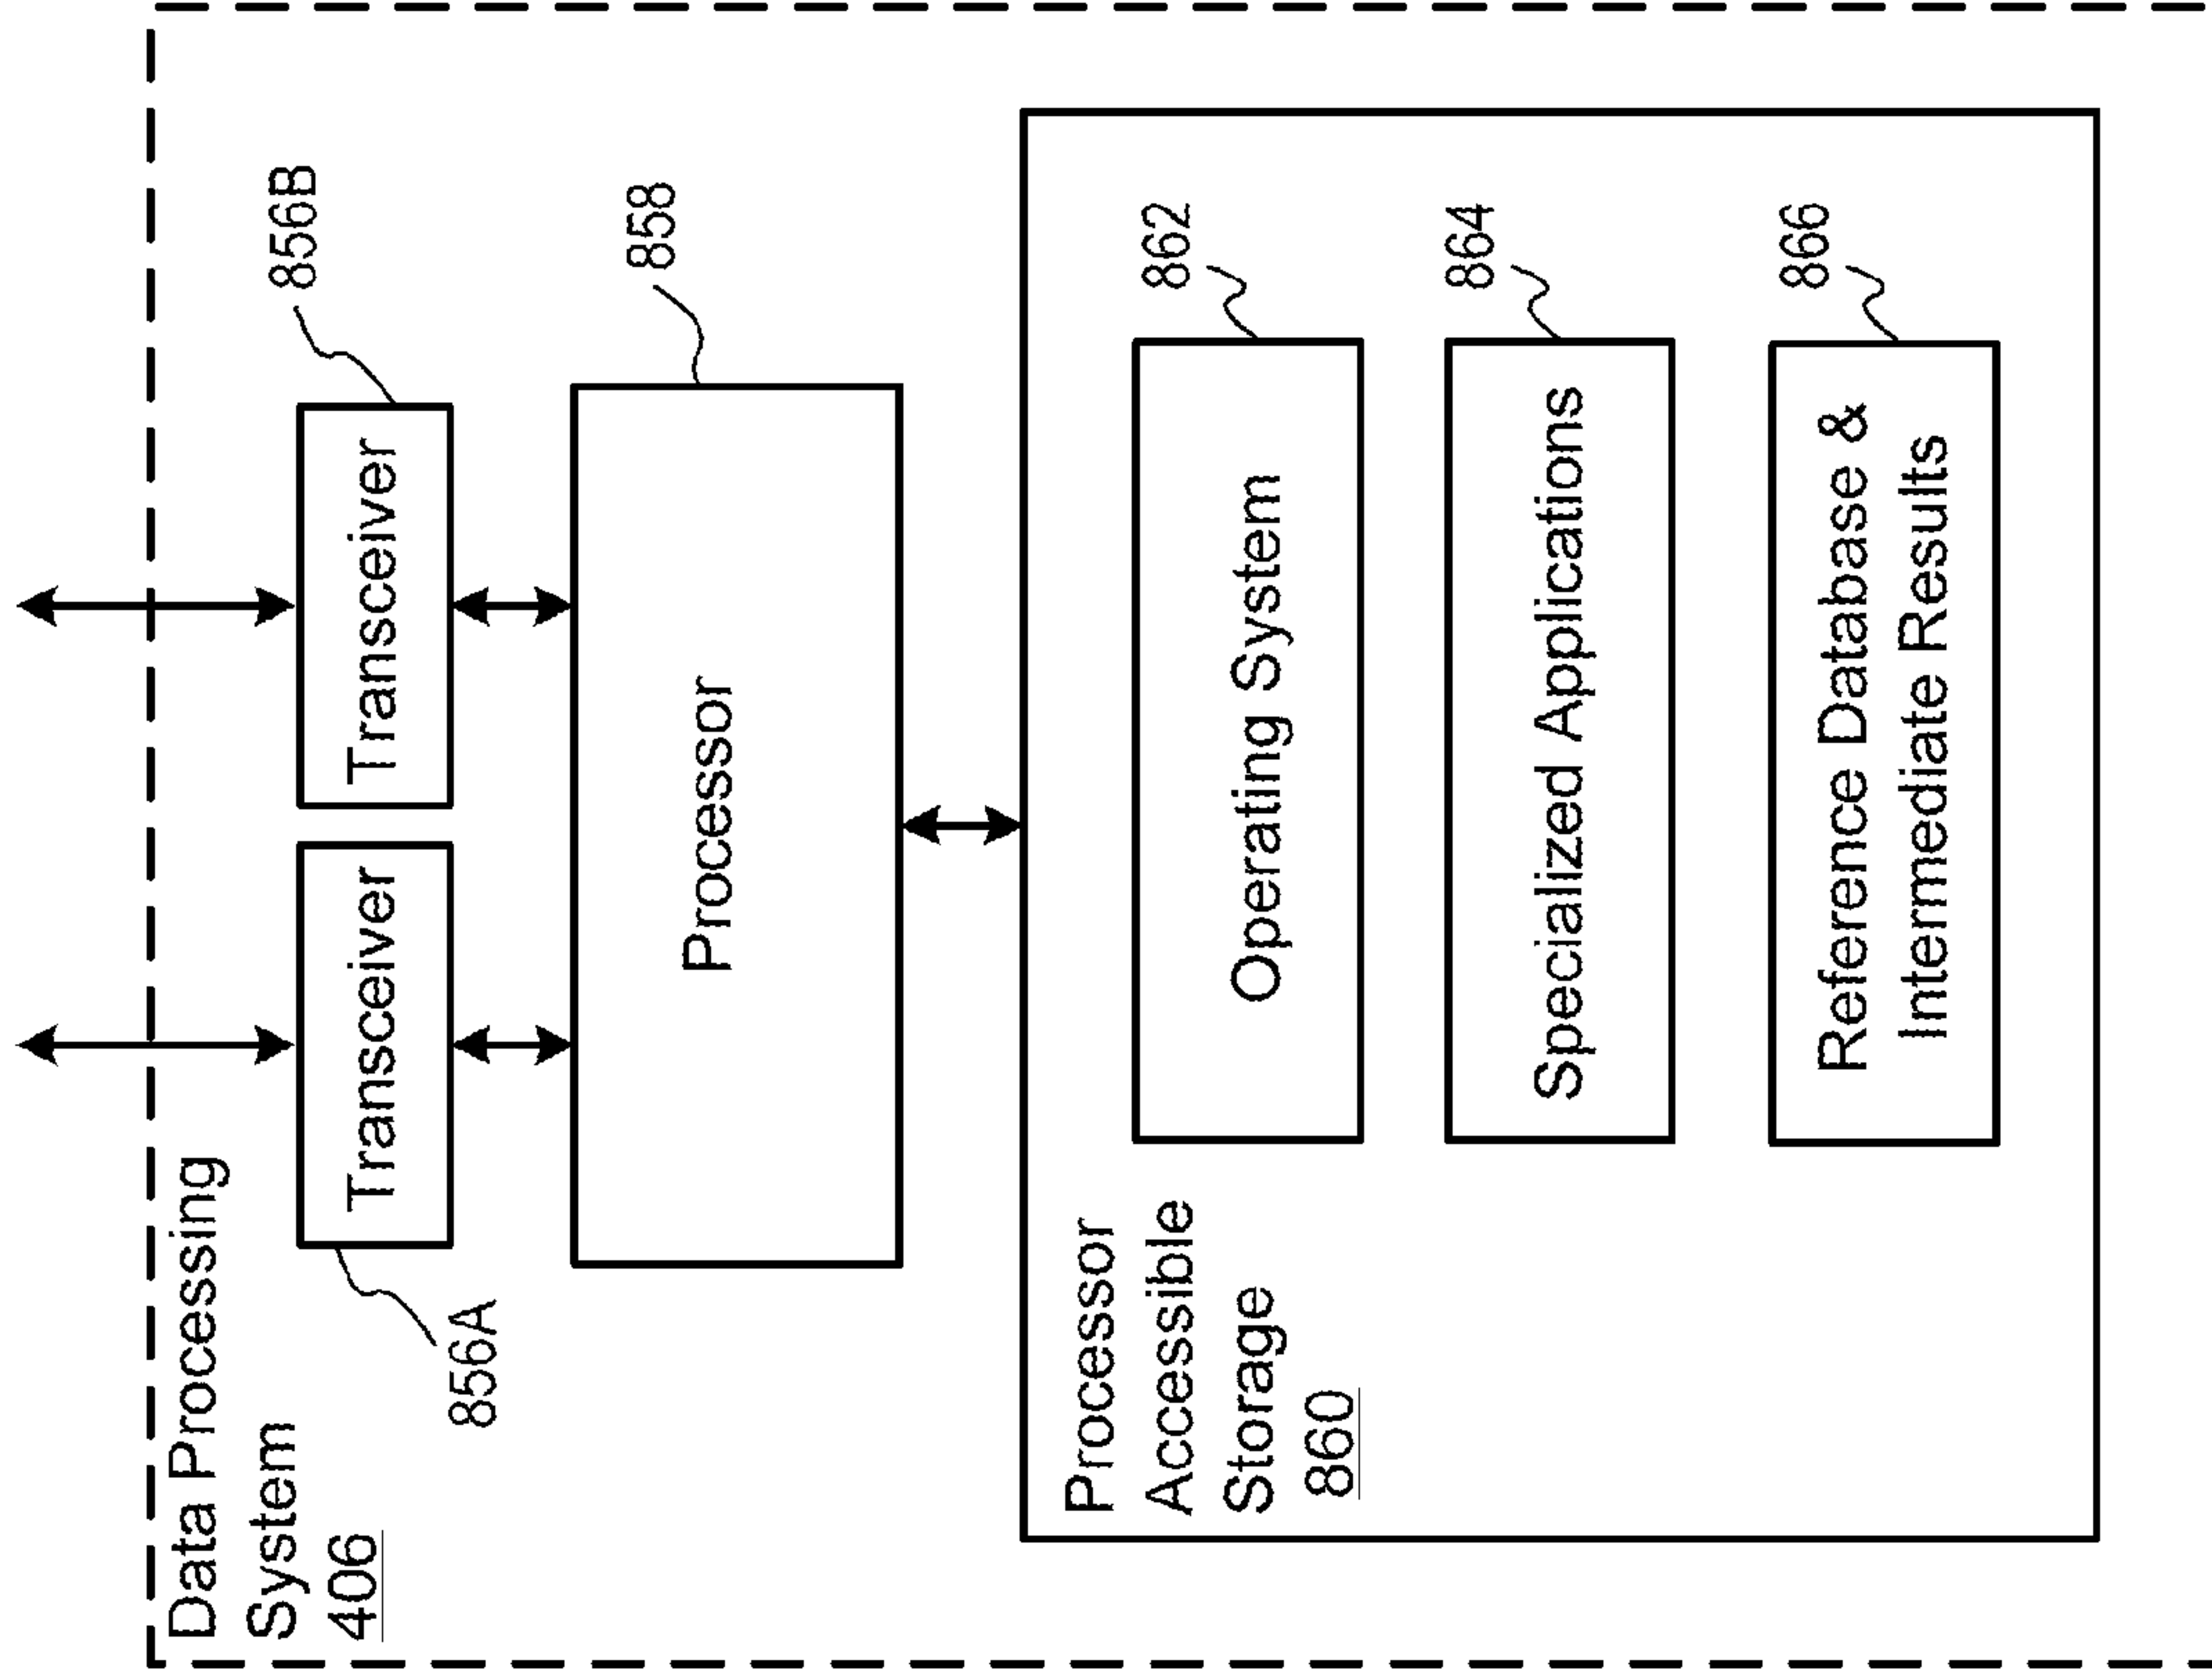 Data Processing
System
406
856A
Transceiver
Transceiver
856B
Processor
858
Processor
Accessible
Storage
860
Operating System
862
Specialized Applications
864
Reference Database &
Intermediate Results
866